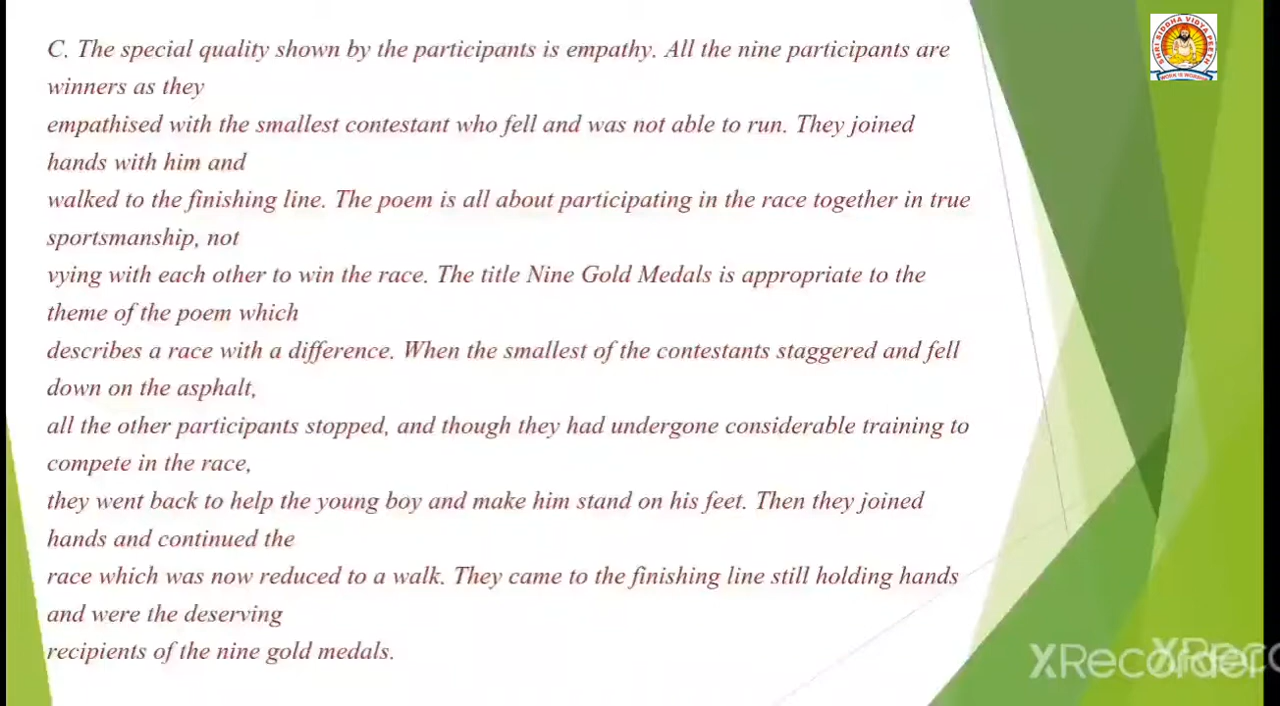 C. The special quality shown by the participants is empathy. All the nine participants are
winners as they
empathised with the smallest contestant who fell and was not able to run. They joined
hands with him and
walked to the finishing line. The poem is all about participating in the race together in true
sportsmanship, not
vying with each other to win the race. The title Nine Gold Medals is appropriate to the
theme of the poem which
describes a race with a difference. When the smallest of the contestants staggered and fell
down on the asphalt,
all the other participants stopped, and though they had undergone considerable training to
compete in the race,
they went back to help the young boy and make him stand on his feet. Then they joined
hands and continued the
race which was now reduced to a walk. They came to the finishing line still holding hands
and were the deserving
recipients of the nine gold medals.
SHRI SIDDHA VIDYA PEETH
WORK IS WORSHIP
XRecorder